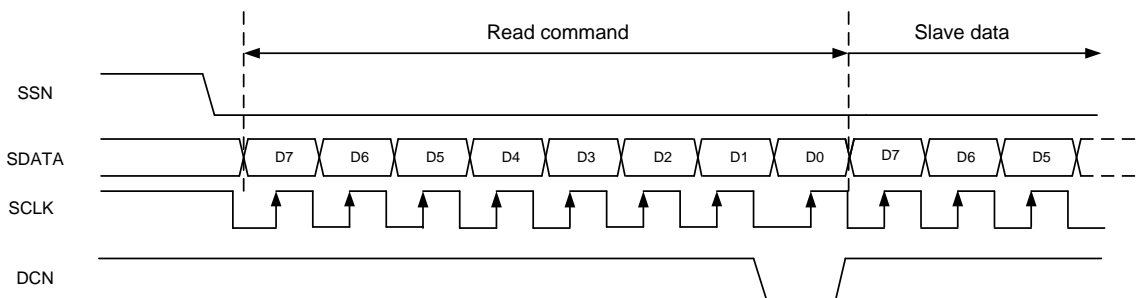 Read command Slave data
SSN
SDATA D7 D6 D5 D4 D3 D2 D1 D0 D7 D6 D5
SCLK
DCN